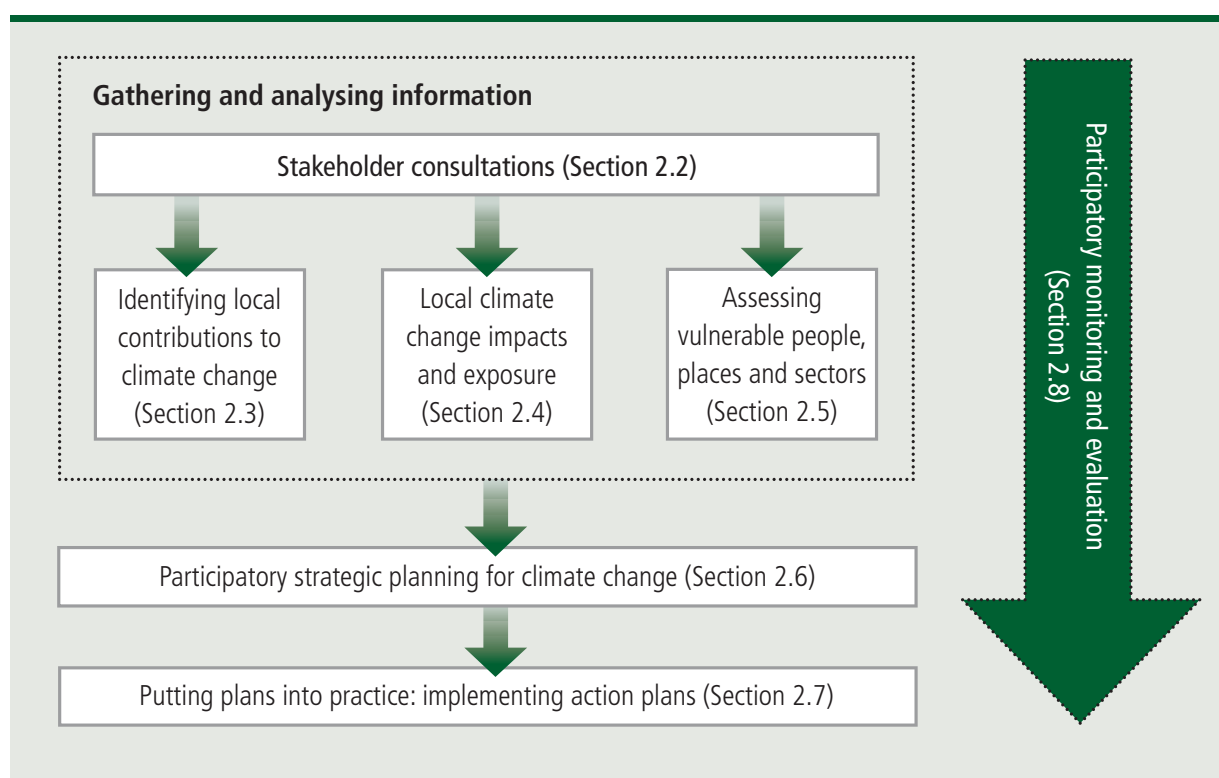 Gathering and analysing information
Stakeholder consultations (Section 2.2)
Identifying local
contributions to
climate change
(Section 2.3)
Local climate
change impacts
and exposure
(Section 2.4)
Assessing
vulnerable people,
places and sectors
(Section 2.5)
Participatory strategic planning for climate change (Section 2.6)
Putting plans into practice: implementing action plans (Section 2.7)
Participatory monitoring and evaluation
(Section 2.8)